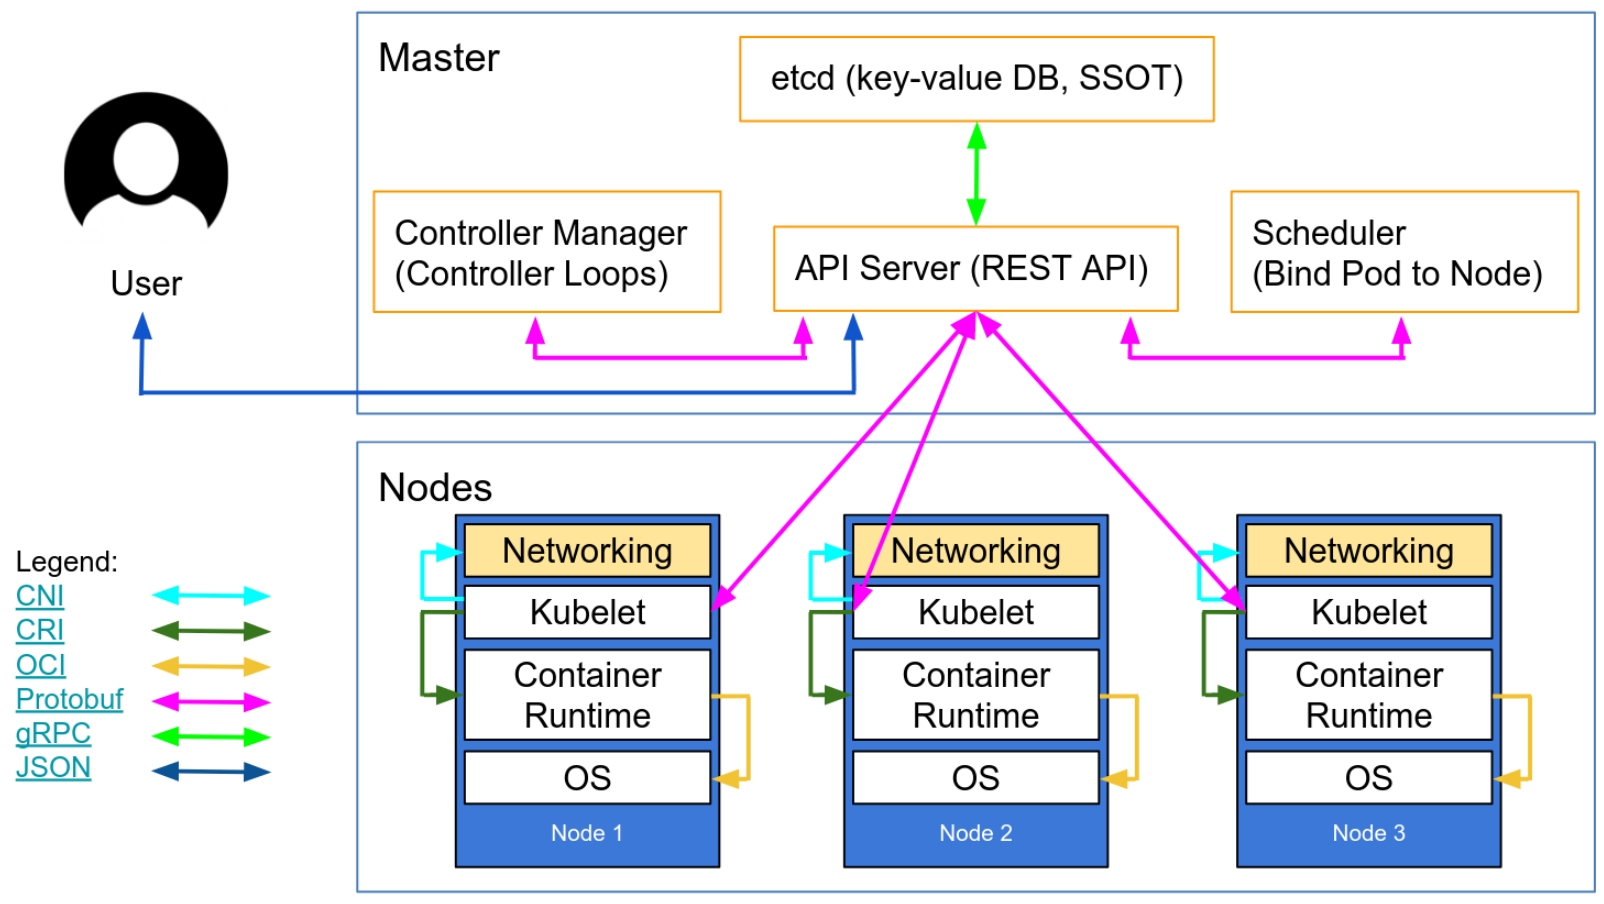 Master
etcd (key-value DB, SSOT)
Controller Manager
(Controller Loops)
API Server (REST API)
Scheduler
(Bind Pod to Node)
User
Nodes
Networking
Kubelet
Container
Runtime
OS
Node 1
Networking
Kubelet
Container
Runtime
OS
Node 2
Networking
Kubelet
Container
Runtime
OS
Node 3
Legend:
CNI
CRI
OCI
Protobuf
gRPC
JSON